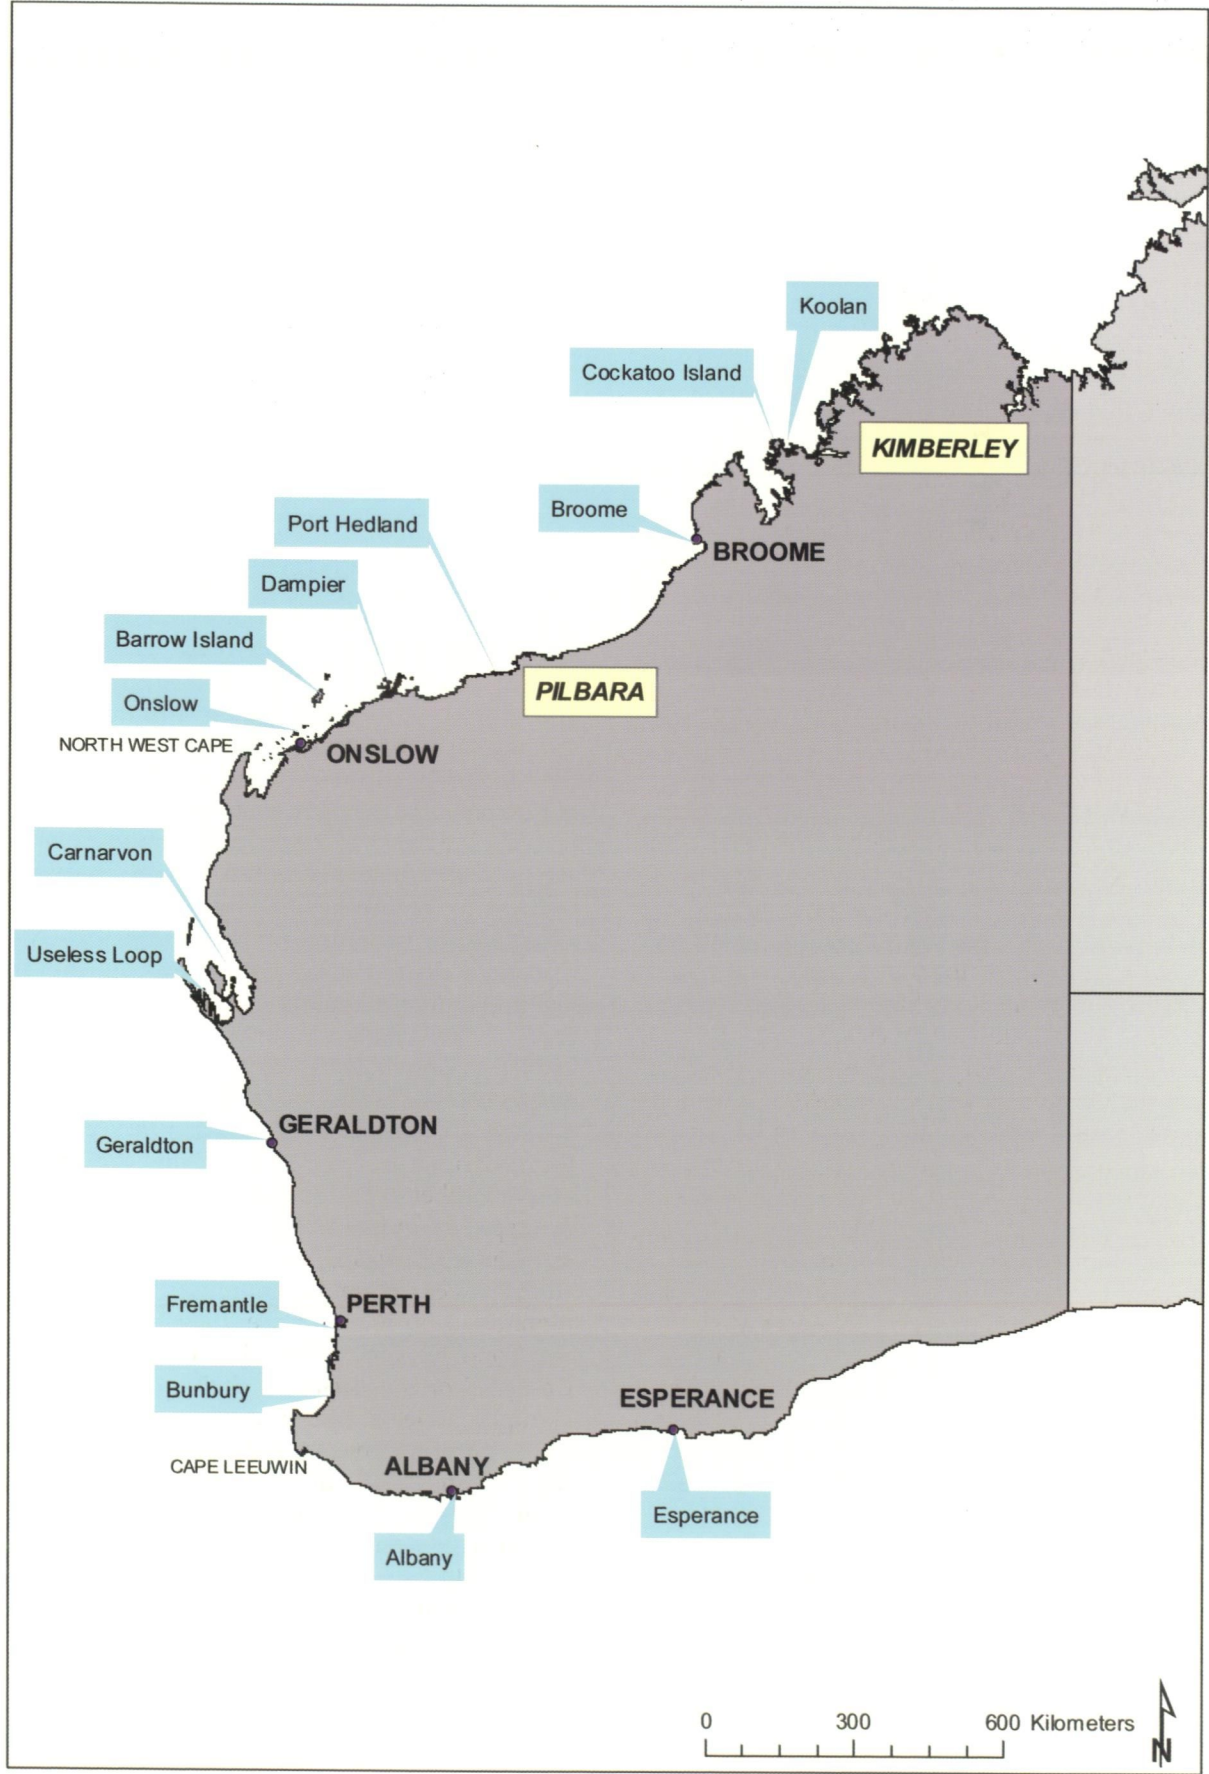 Koolan
Cockatoo Island
KIMBERLEY
Broome
Port Hedland
BROOME
Dampier
Barrow Island
PILBARA
Onslow
NORTH WEST CAPE
ONSLOW
Carnarvon
Useless Loop
GERALDTON
Geraldton
Fremantle
PERTH
Bunbury
ESPERANCE
CAPE LEEUWIN
ALBANY
Esperance
Albany
0 300 600 Kilometers
N